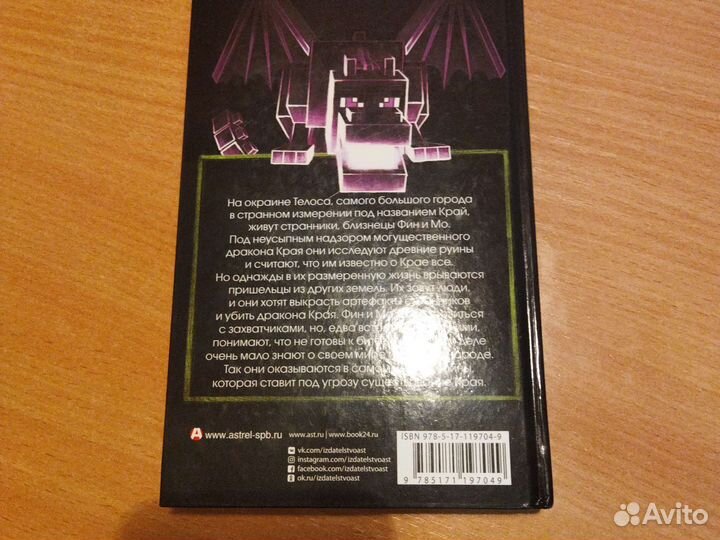 На окраине Телоса, самого большого города
в странном измерении под названием Край,
живут странники, близнецы Фин и Мо.
Под неусыпным надзором могущественного
дракона Края они исследуют древние руины
и считают, что им известно о Крае все.
Но однажды в их размеренную жизнь врываются
пришельцы из других земель. Их зовут люди,
и они хотят выкрасть артефакты странников
и убить дракона Края. Фин и
с захватчиками, но, едва
понимают, что не готовы к деле
очень мало знают о своем мире
Так они оказываются в
которая ставит под угрозу Края.
www.astrel-spb.ru
www.ast.ru | www.book24.ru
vk.com/izdatelstvoast
instagram.com/izdatelstvoast
facebook.com/izdatelstvoast
ok.ru/izdatelstvoast
ISBN 978-5-17-119704-9
9 785171 197049
Avito